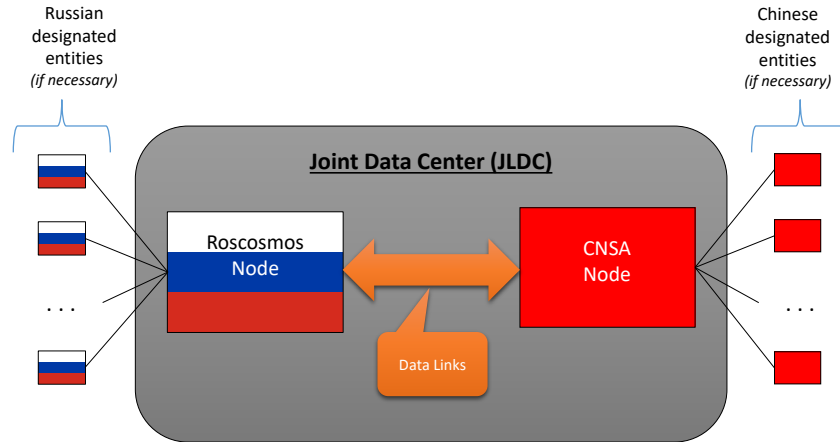 Russian
designated
entities
(if necessary)
Chinese
designated
entities
(if necessary)
Joint Data Center (JLDC)
Roscosmos
Node
CNSA
Node
. . .
. . .
Data Links